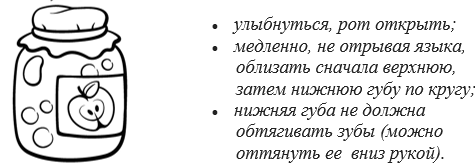 • улыбнуться, рот открыть;
• медленно, не отрывая языка,
облизать сначала верхнюю,
затем нижнюю губу по кругу;
• нижняя губа не должна
обтягивать зубы (можно
оттянуть ее вниз рукой).